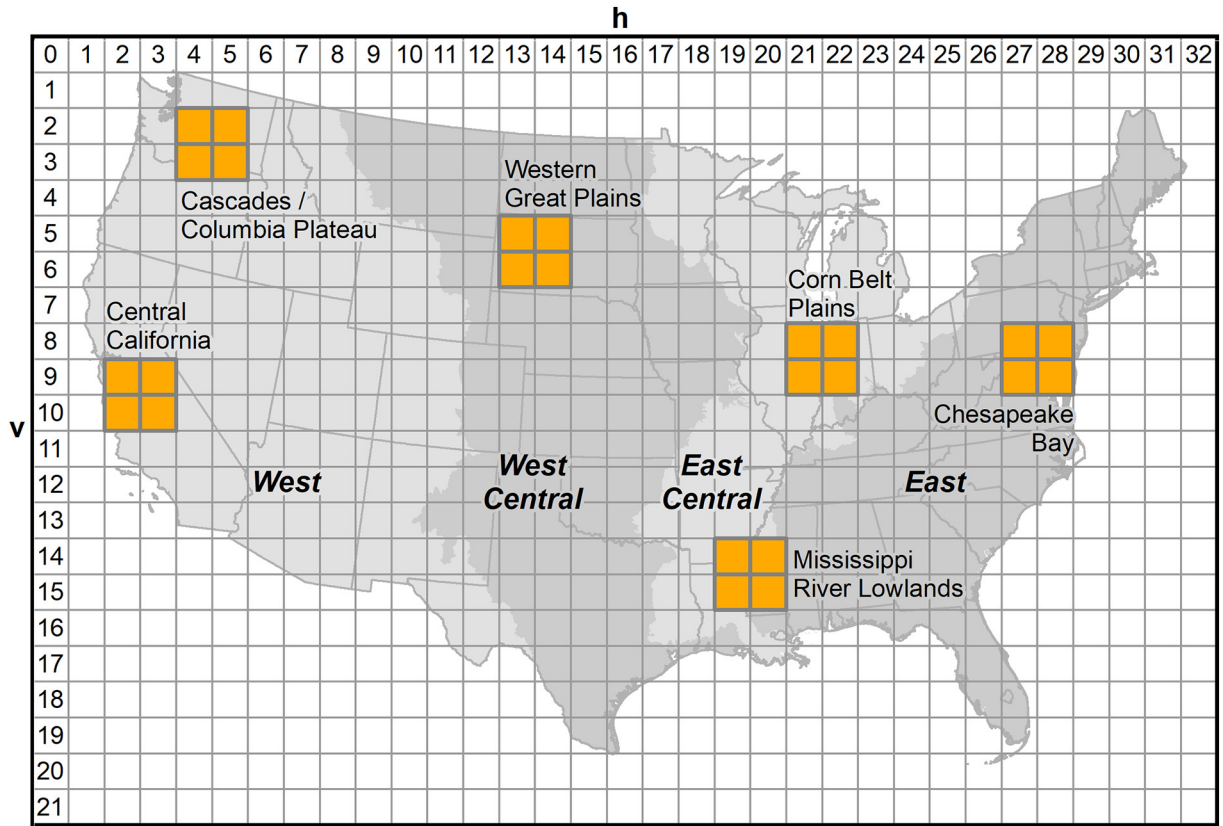 h
0 1 2 3 4 5 6 7 8 9 10 11 12 13 14 15 16 17 18 19 20 21 22 23 24 25 26 27 28 29 30 31 32
1
2
3
Western
Great Plains
4
Cascades /
Columbia Plateau
5
6
Corn Belt
Plains
7
Central
California
8
9
10
Chesapeake
Bay
v
11
West
West
Central
East
Central
East
12
13
14
Mississippi
River Lowlands
15
16
17
18
19
20
21